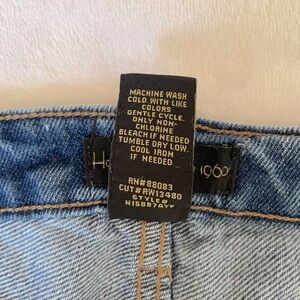 MACHINE WASH
COLD WITH LIKE
COLORS
GENTLE CYCLE.
ONLY NON-
CHLORINE
BLEACH IF NEEDED
TUMBLE DRY LOW.
COOL IRON
IF NEEDED
RN#88083
CUT#RW13480
STYLE#
1969